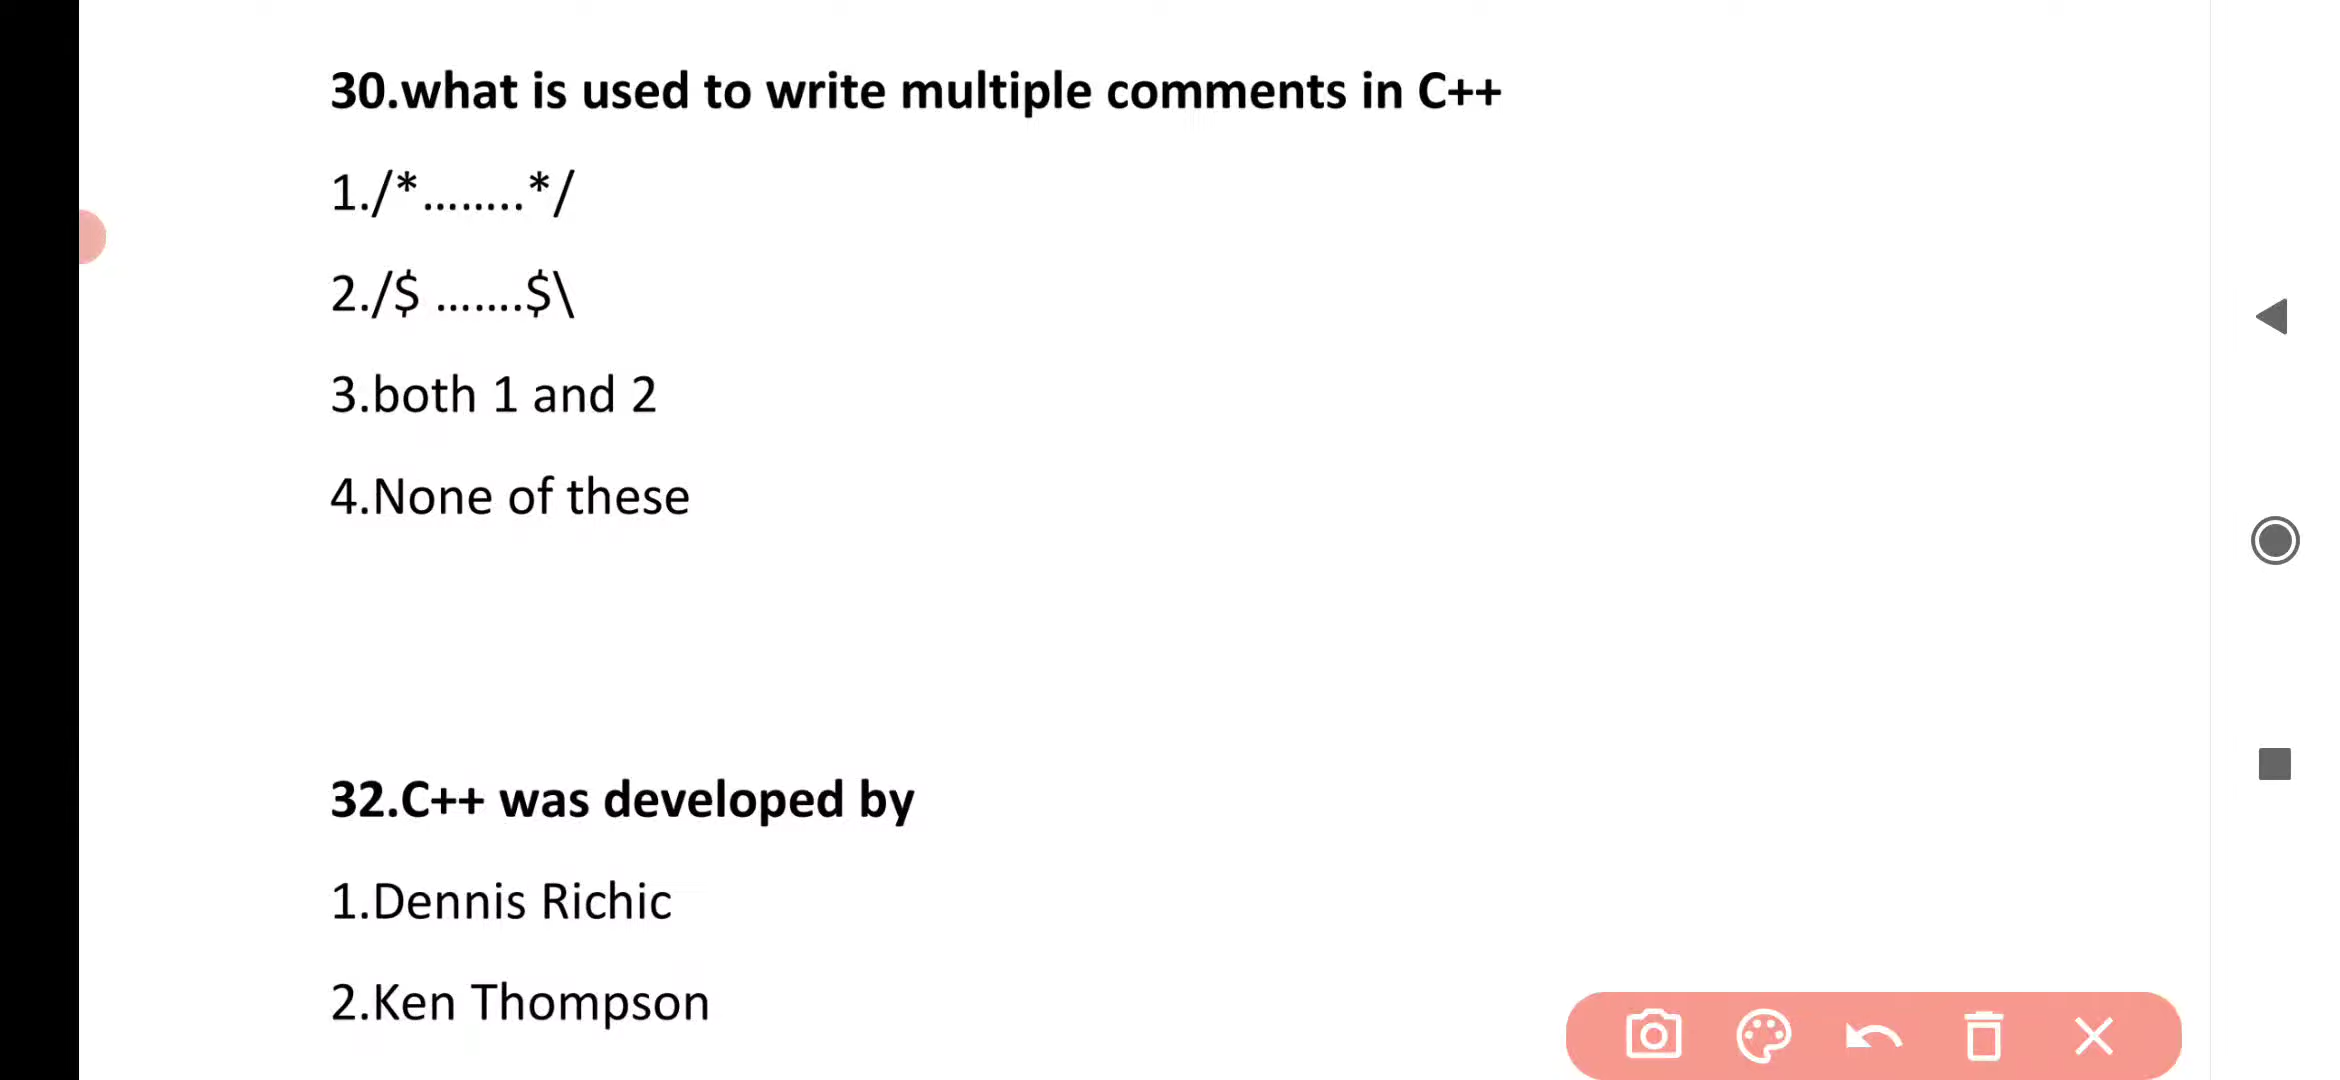 30.what is used to write multiple comments in C++
1./*........*/
2./$ .......$\
3.both 1 and 2
4.None of these
32.C++ was developed by
1.Dennis Richic
2.Ken Thompson